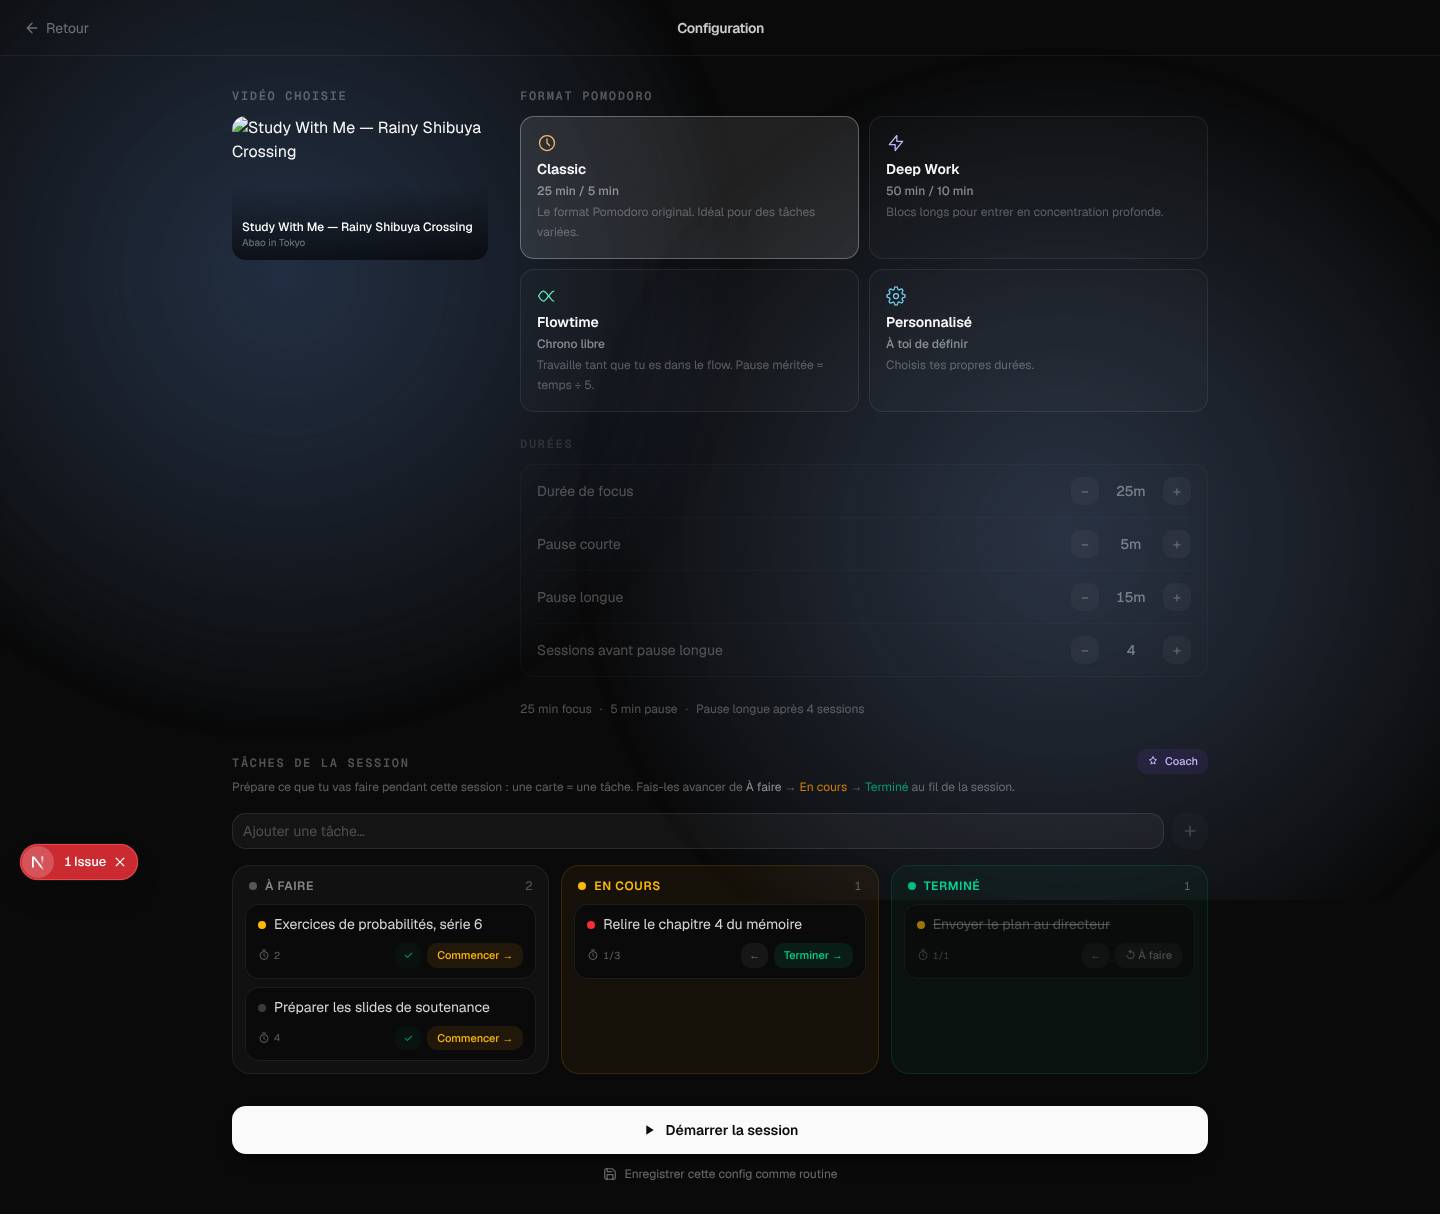 Retour
Configuration
VIDÉO CHOISIE
Study With Me — Rainy Shibuya
Crossing
Study With Me — Rainy Shibuya Crossing
Abao in Tokyo
FORMAT POMODORO
Classic
25 min / 5 min
Le format Pomodoro original. Idéal pour des tâches
variées.
Deep Work
50 min / 10 min
Blocs longs pour entrer en concentration profonde.
Flowtime
Chrono libre
Travaille tant que tu es dans le flow. Pause méritée =
temps ÷ 5.
Personnalisé
À toi de définir
Choisis tes propres durées.
DURÉES
Durée de focus − 25m +
Pause courte − 5m +
Pause longue − 15m +
Sessions avant pause longue − 4 +
25 min focus · 5 min pause · Pause longue après 4 sessions
TÂCHES DE LA SESSION
Coach
Prépare ce que tu vas faire pendant cette session : une carte = une tâche. Fais-les avancer de À faire → En cours → Terminé au fil de la session.
Ajouter une tâche...
+
N 1 Issue
À FAIRE 2
Exercices de probabilités, série 6
2 ✓ Commencer →
Préparer les slides de soutenance
4 ✓ Commencer →
EN COURS 1
Relire le chapitre 4 du mémoire
1/3 ← Terminer →
TERMINÉ 1
Envoyer le plan au directeur
1/1 ← À faire
Démarrer la session
Enregistrer cette config comme routine